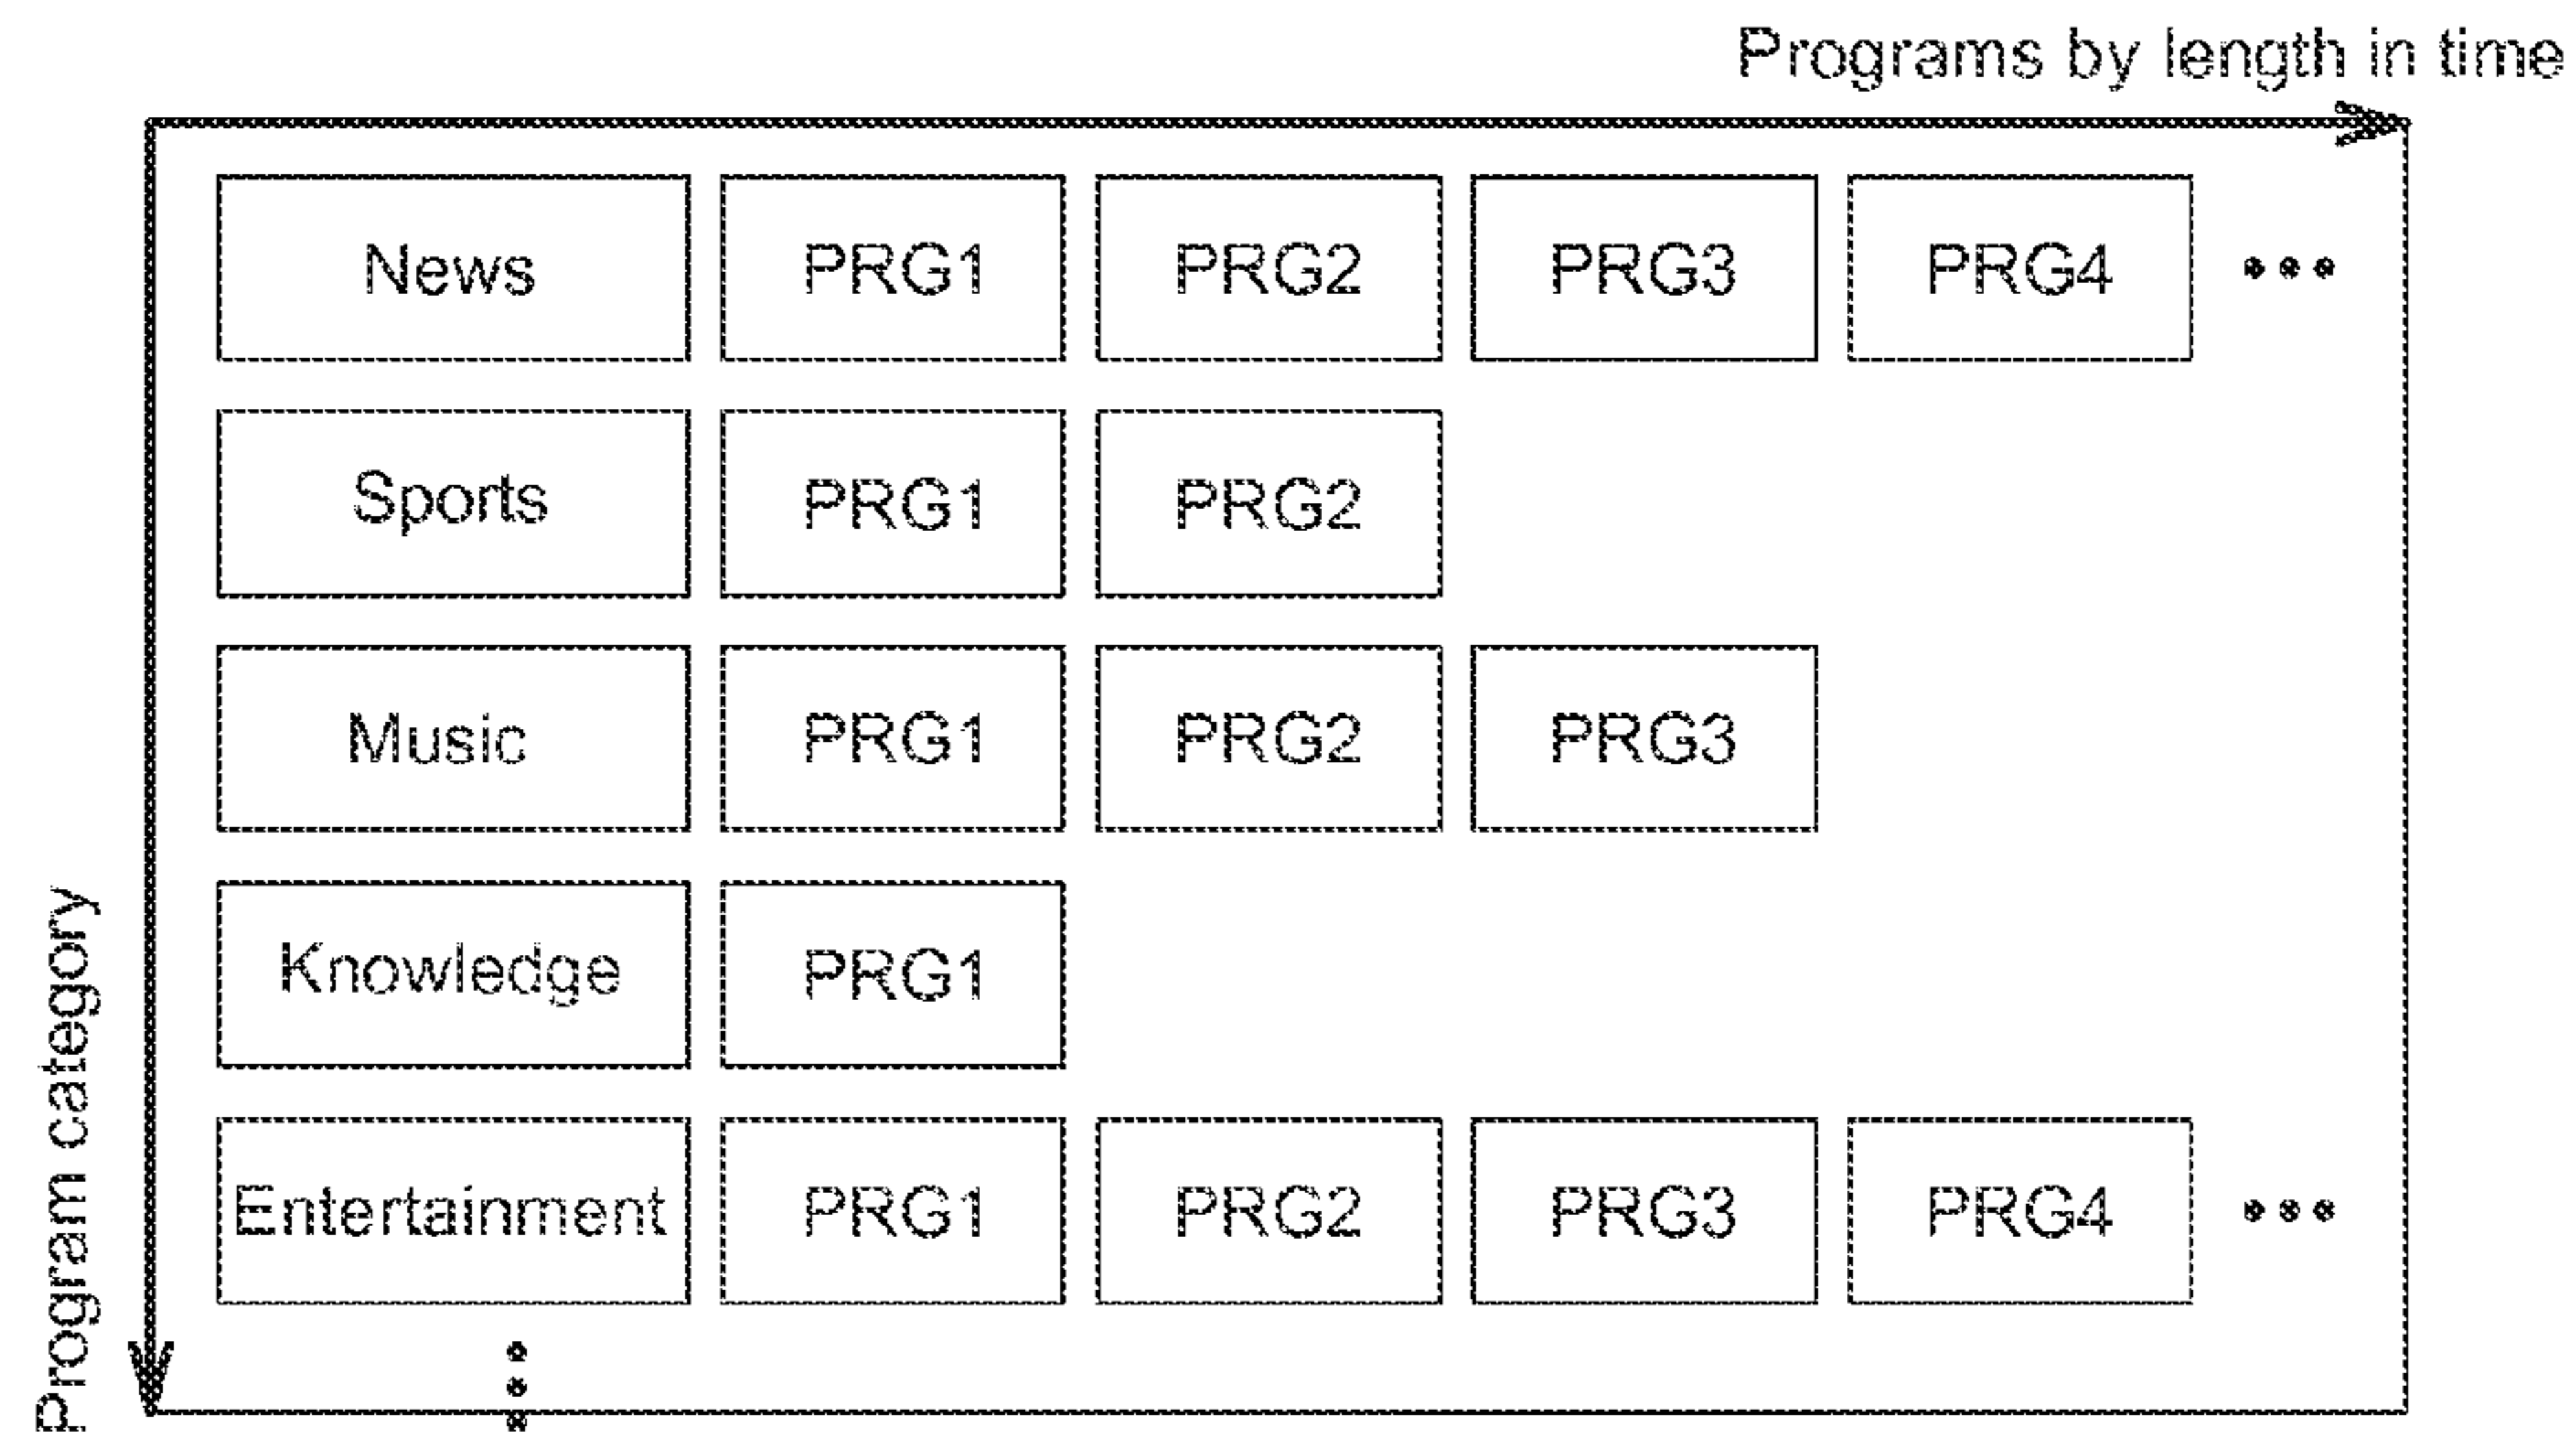 Programs by length in time
News PRG1 PRG2 PRG3 PRG4 •••
Sports PRG1 PRG2
Music PRG1 PRG2 PRG3
Knowledge PRG1
Entertainment PRG1 PRG2 PRG3 PRG4 •••
Program category